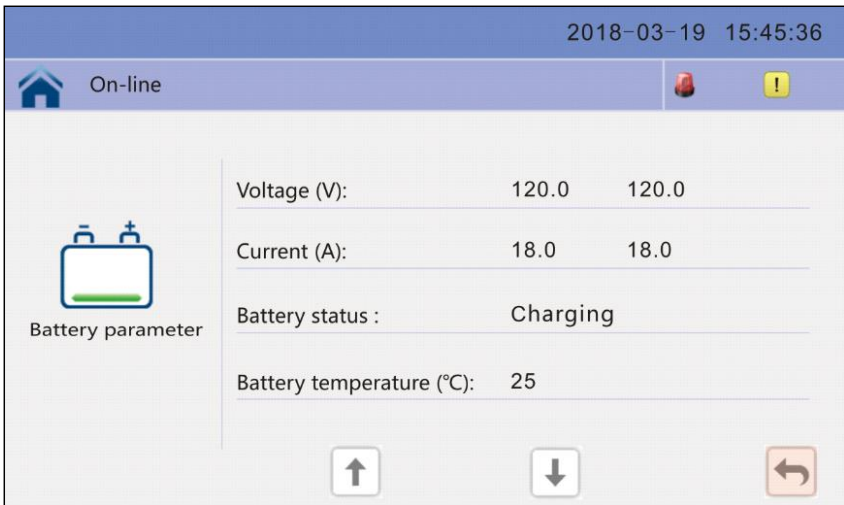 2018-03-19 15:45:36
On-line
!
Voltage (V): 120.0 120.0
Current (A): 18.0 18.0
Battery status : Charging
Battery parameter
Battery temperature (℃): 25